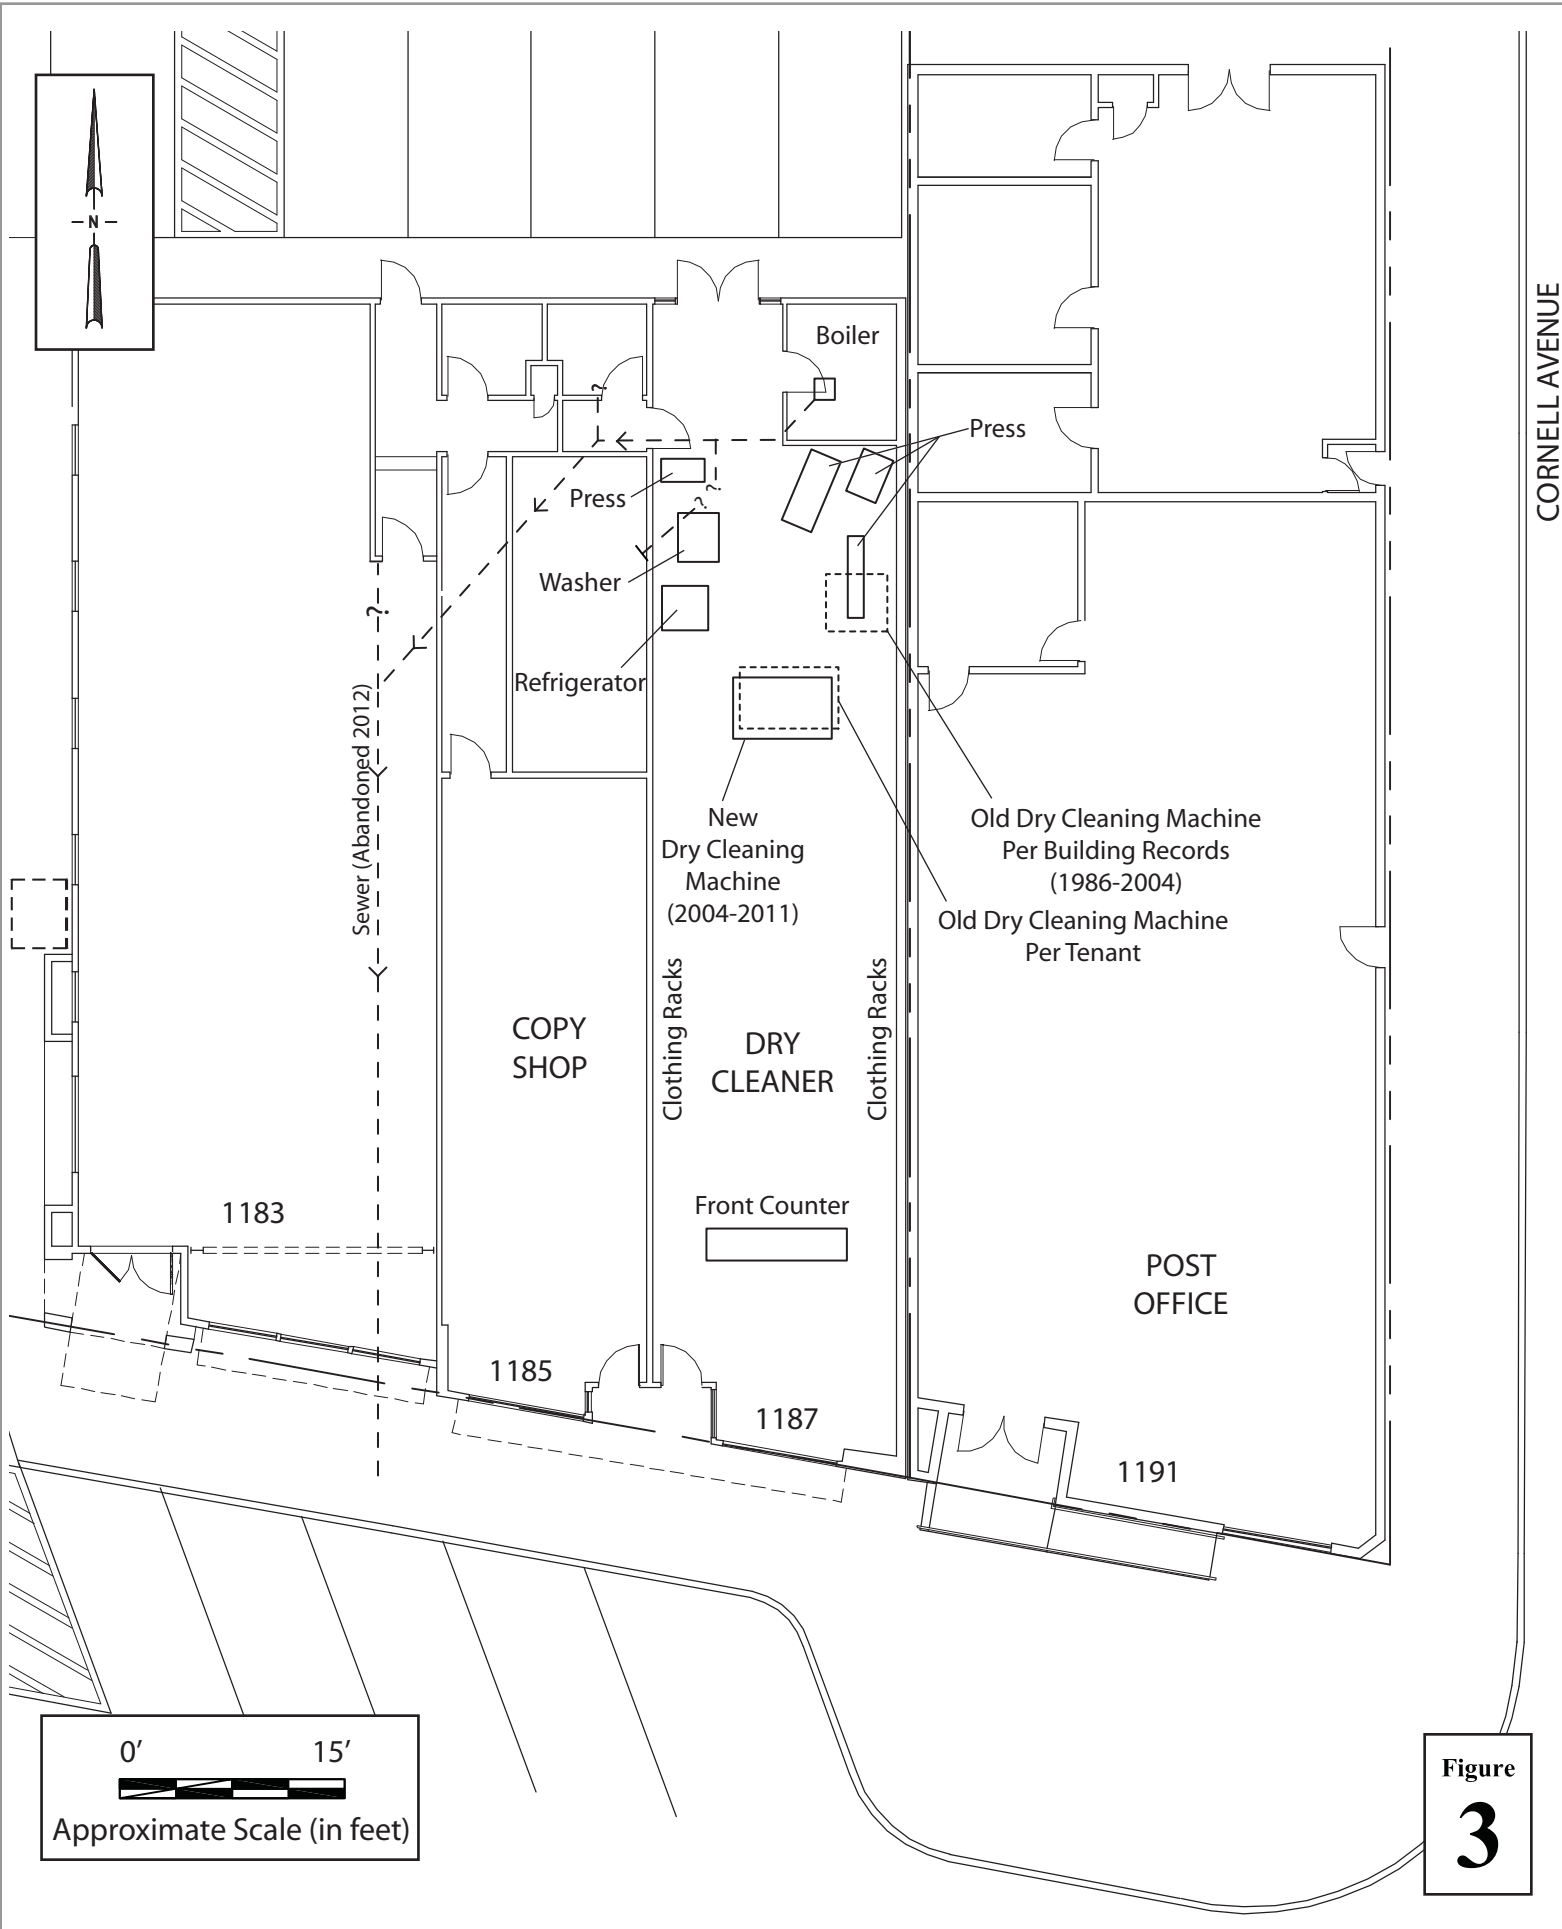 N
Boiler
CORNELL AVENUE
?
Press
Press
?
?
Washer
?
Refrigerator
Sewer (Abandoned 2012)
New
Dry Cleaning
Machine
(2004-2011)
Old Dry Cleaning Machine
Per Building Records
(1986-2004)
Old Dry Cleaning Machine
Per Tenant
Clothing Racks
Clothing Racks
COPY
SHOP
DRY
CLEANER
1183
Front Counter
POST
OFFICE
1185
1187
1191
0’ 15’
Approximate Scale (in feet)
Figure
3